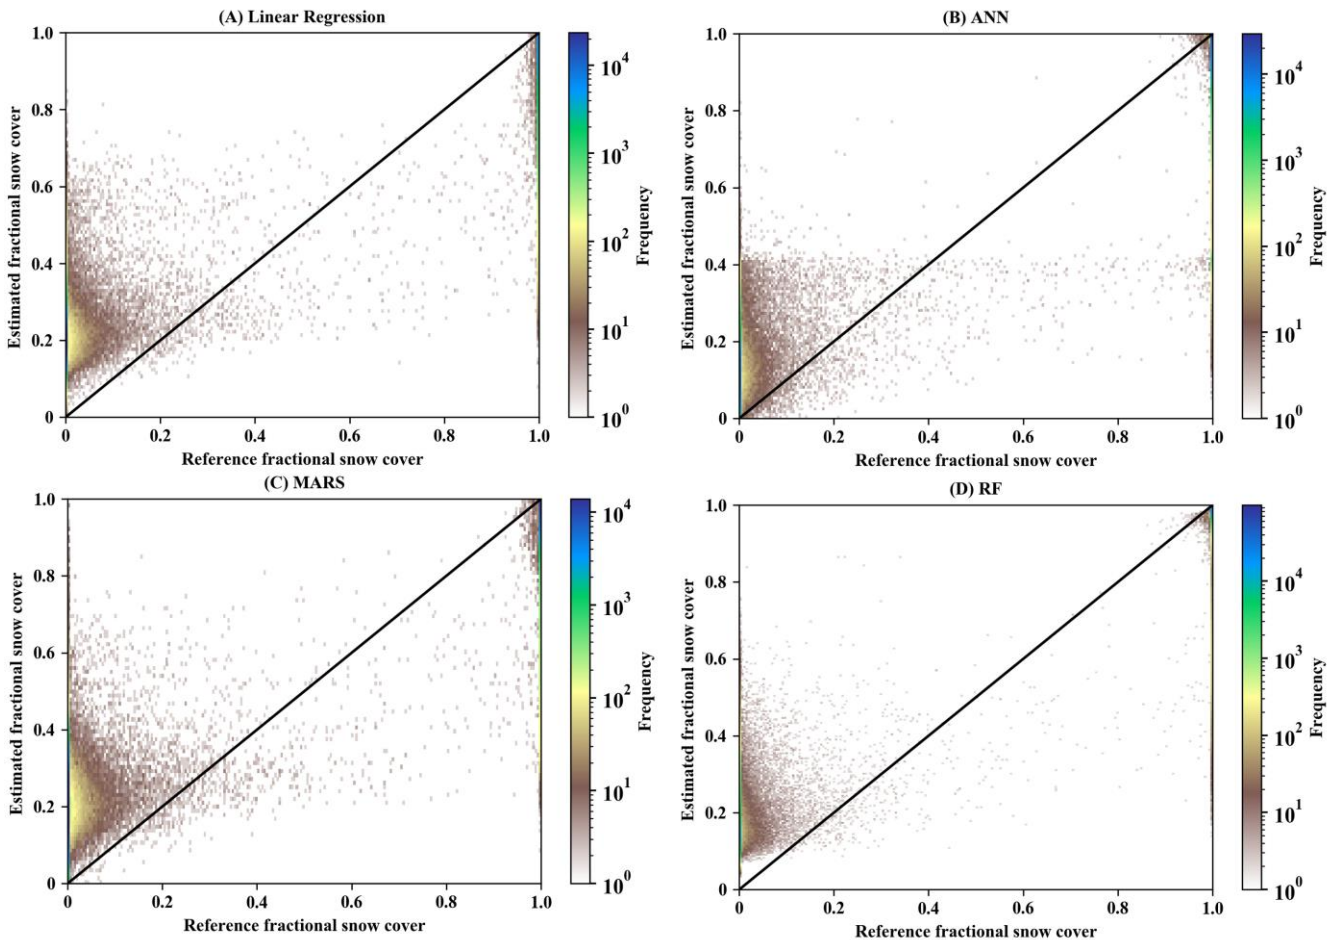 (A) Linear Regression
1.0
0.8
0.6
0.4
0.2
0
Estimated fractional snow cover
0 0.2 0.4 0.6 0.8 1.0
Reference fractional snow cover
10^4
10^3
10^2
10^1
10^0
Frequency
(B) ANN
1.0
0.8
0.6
0.4
0.2
0
Estimated fractional snow cover
0 0.2 0.4 0.6 0.8 1.0
Reference fractional snow cover
10^4
10^3
10^2
10^1
10^0
Frequency
(C) MARS
1.0
0.8
0.6
0.4
0.2
0
Estimated fractional snow cover
0 0.2 0.4 0.6 0.8 1.0
Reference fractional snow cover
10^4
10^3
10^2
10^1
10^0
Frequency
(D) RF
1.0
0.8
0.6
0.4
0.2
0
Estimated fractional snow cover
0 0.2 0.4 0.6 0.8 1.0
Reference fractional snow cover
10^4
10^3
10^2
10^1
10^0
Frequency